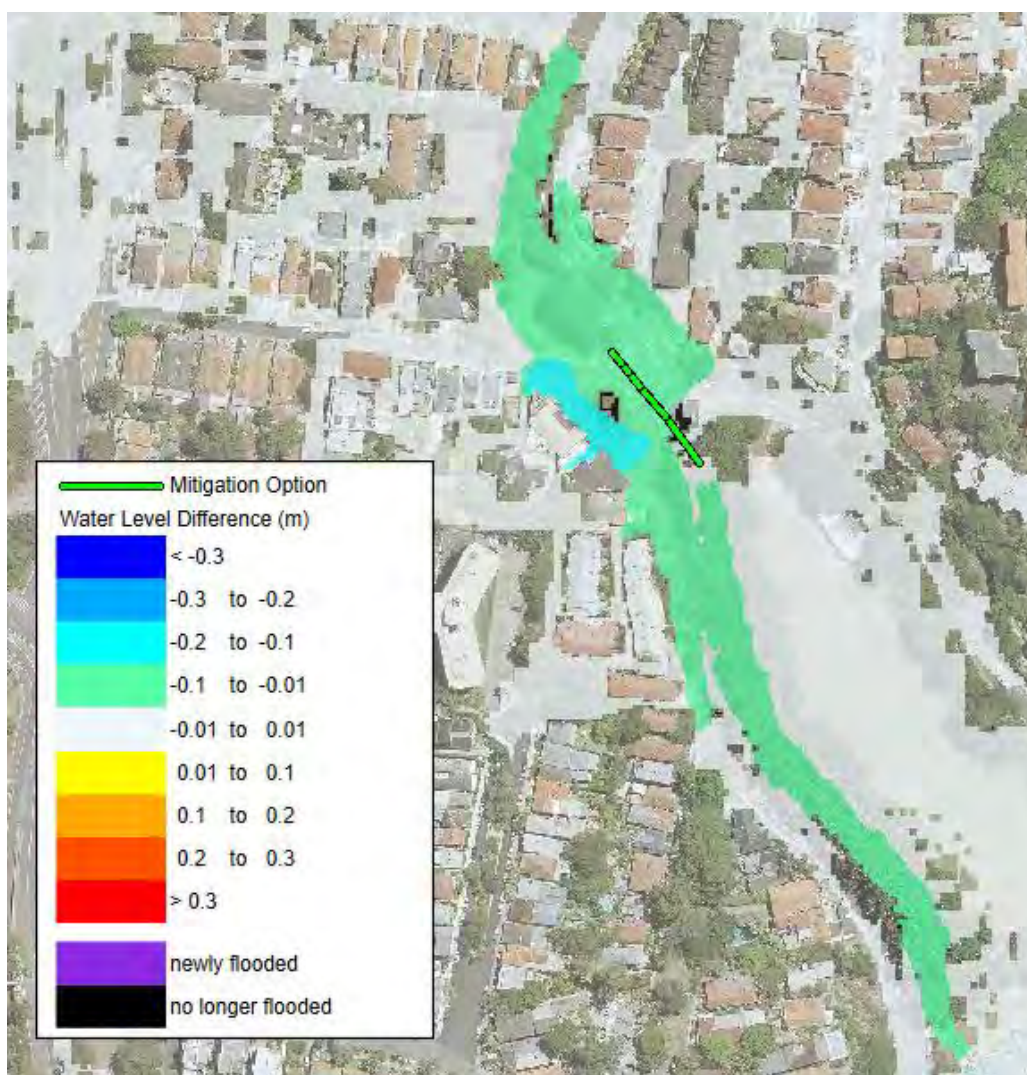 Mitigation Option
Water Level Difference (m)
< -0.3
-0.3 to -0.2
-0.2 to -0.1
-0.1 to -0.01
-0.01 to 0.01
0.01 to 0.1
0.1 to 0.2
0.2 to 0.3
> 0.3
newly flooded
no longer flooded